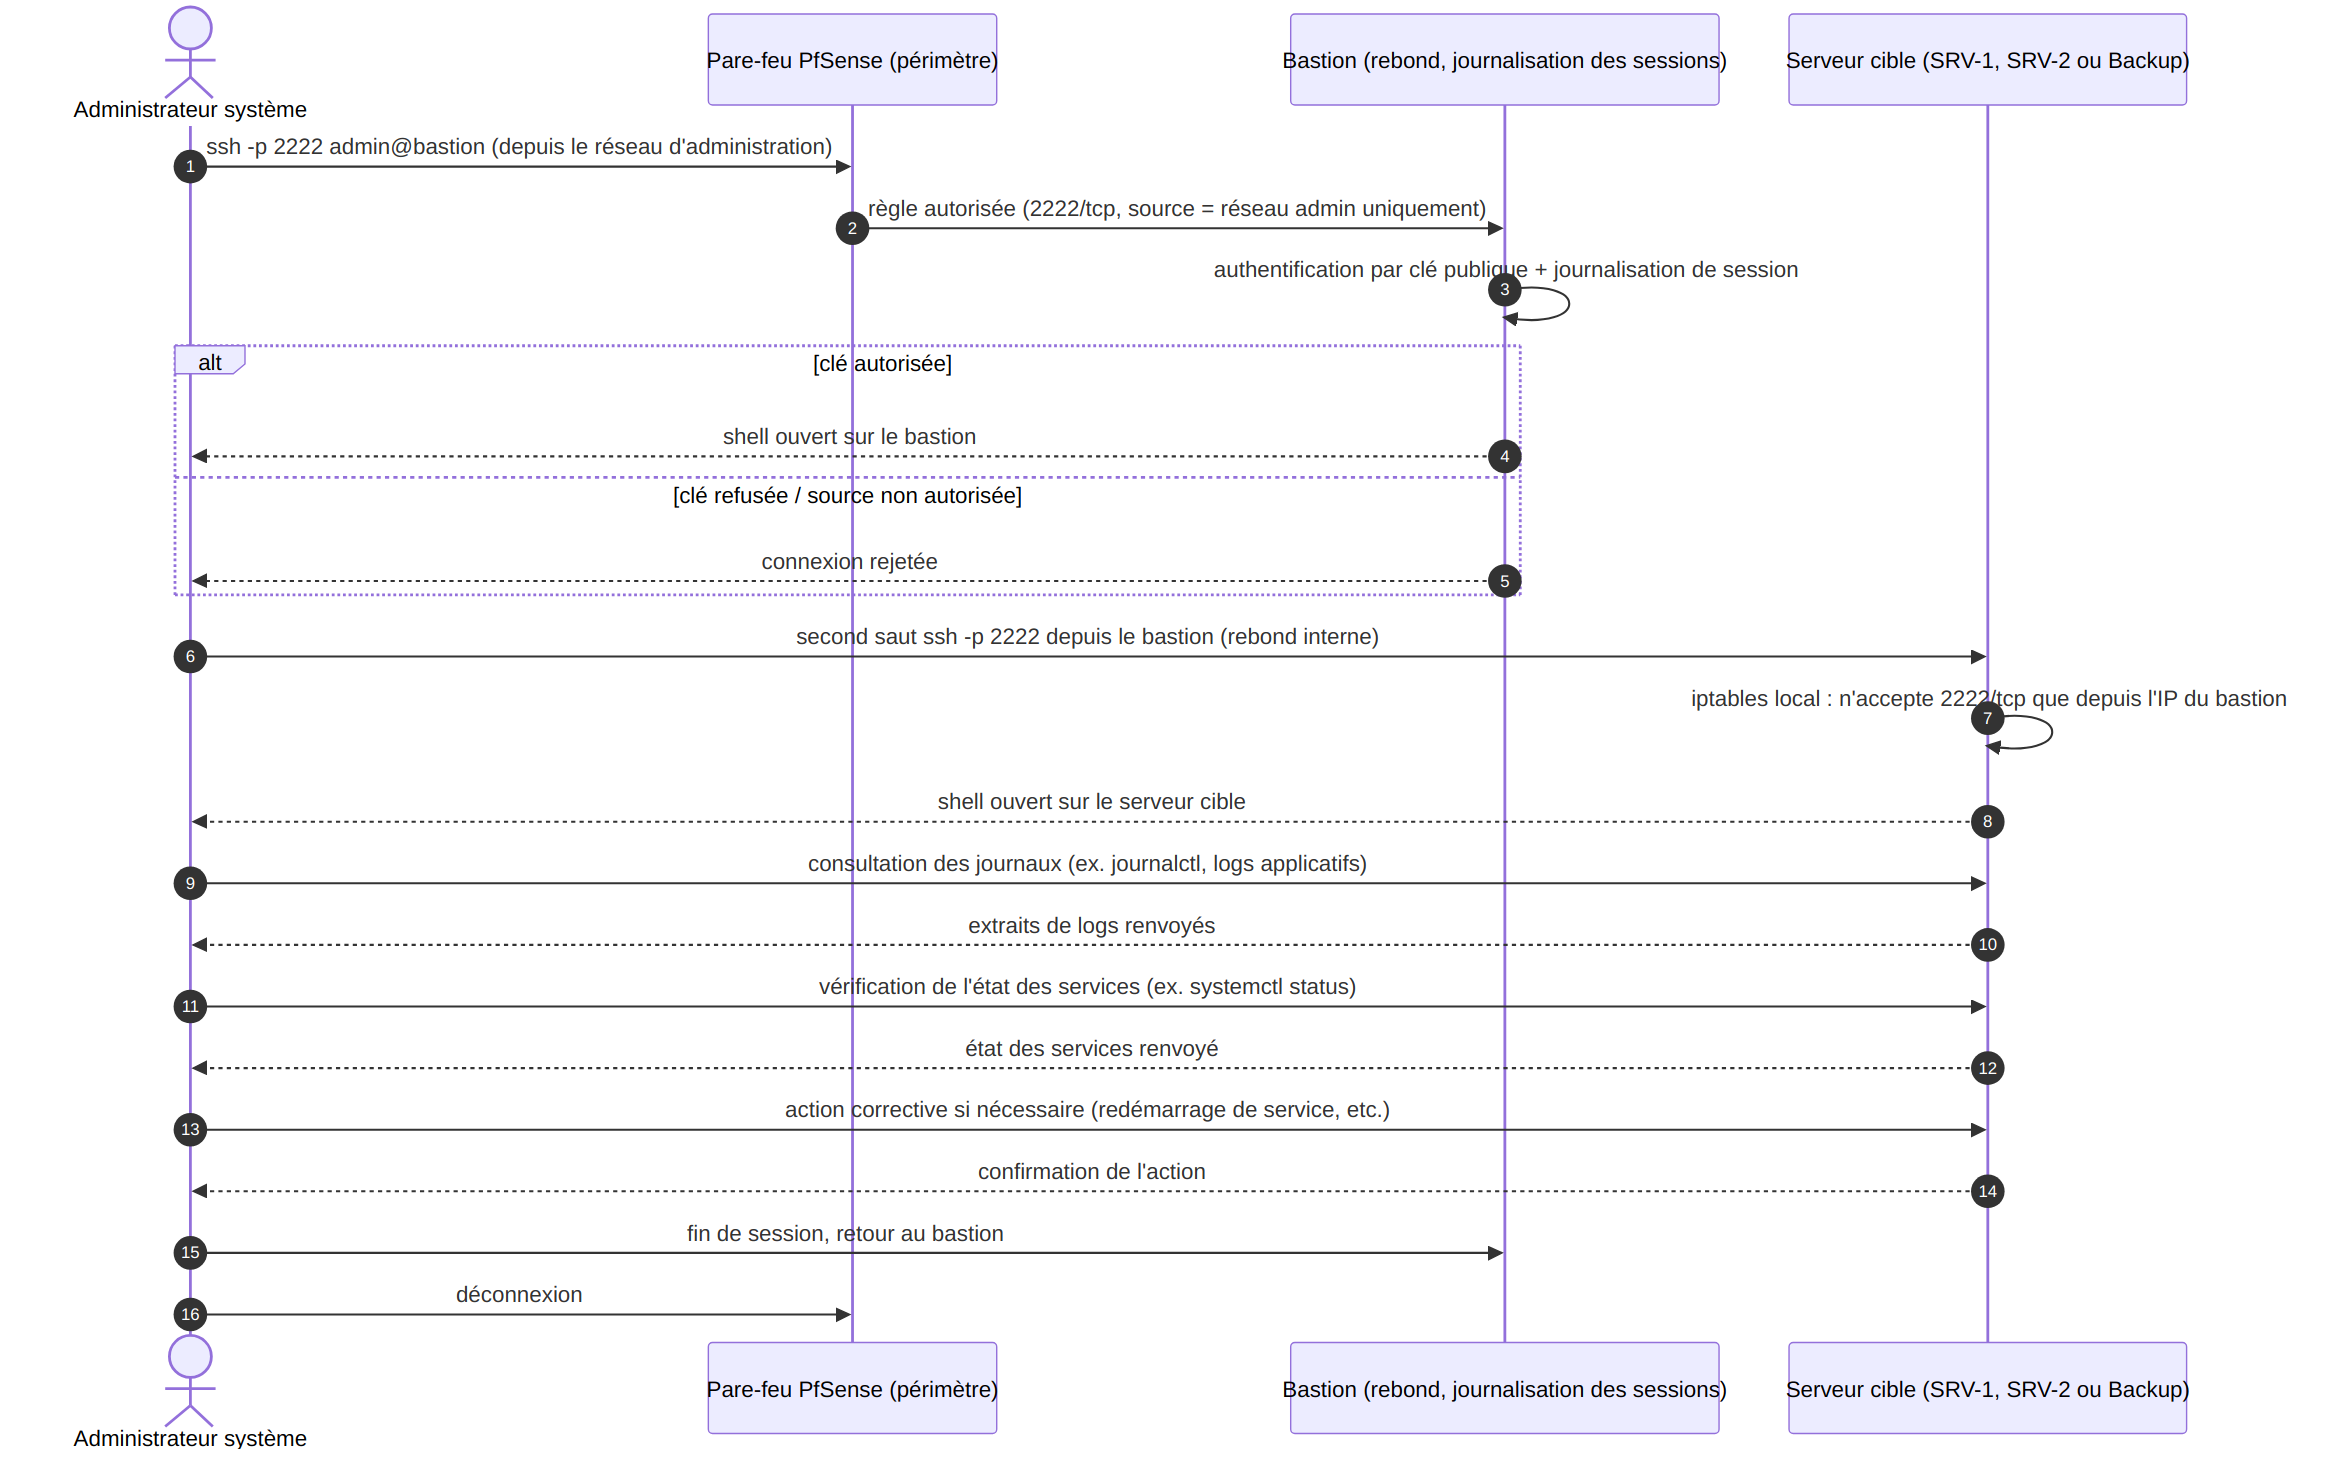 Administrateur système
Pare-feu PfSense (périmètre)
Bastion (rebond, journalisation des sessions)
Serveur cible (SRV-1, SRV-2 ou Backup)
ssh -p 2222 admin@bastion (depuis le réseau d'administration)
1
règle autorisée (2222/tcp, source = réseau admin uniquement)
2
authentification par clé publique + journalisation de session
3
alt
[clé autorisée]
shell ouvert sur le bastion
4
[clé refusée / source non autorisée]
connexion rejetée
5
second saut ssh -p 2222 depuis le bastion (rebond interne)
6
iptables local : n'accepte 2222/tcp que depuis l'IP du bastion
7
shell ouvert sur le serveur cible
8
consultation des journaux (ex. journalctl, logs applicatifs)
9
extraits de logs renvoyés
10
vérification de l'état des services (ex. systemctl status)
11
état des services renvoyé
12
action corrective si nécessaire (redémarrage de service, etc.)
13
confirmation de l'action
14
fin de session, retour au bastion
15
déconnexion
16
Administrateur système
Pare-feu PfSense (périmètre)
Bastion (rebond, journalisation des sessions)
Serveur cible (SRV-1, SRV-2 ou Backup)